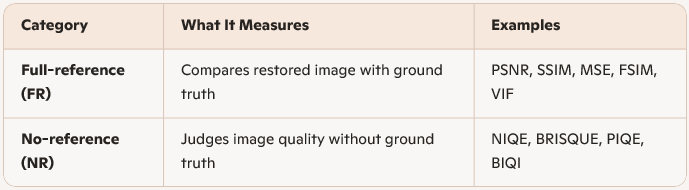 Category What It Measures Examples
Full-reference Compares restored image with ground PSNR, SSIM, MSE, FSIM,
(FR) truth VIF
No-reference Judges image quality without ground NIQE, BRISQUE, PIQE,
(NR) truth BIQI